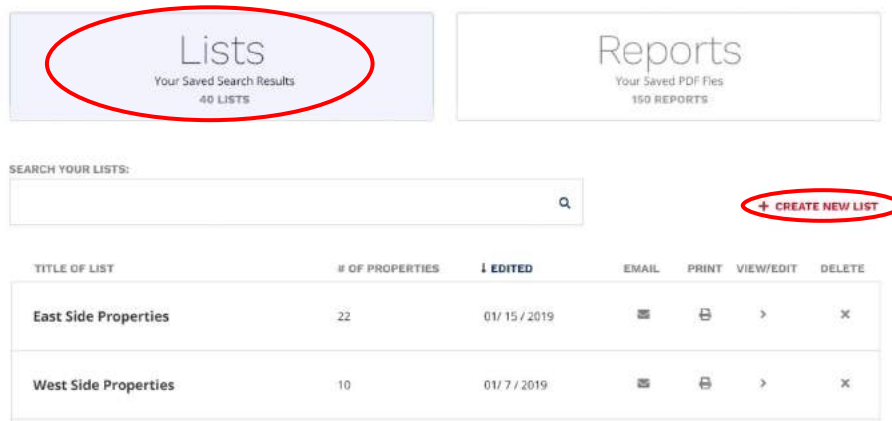 Lists
Your Saved Search Results
40 LISTS
Reports
Your Saved PDF Fles
150 REPORTS
SEARCH YOUR LISTS:
+ CREATE NEW LIST
TITLE OF LIST # OF PROPERTIES ↓ EDITED EMAIL PRINT VIEW/EDIT DELETE
East Side Properties 22 01/ 15 / 2019
West Side Properties 10 01/ 7 / 2019